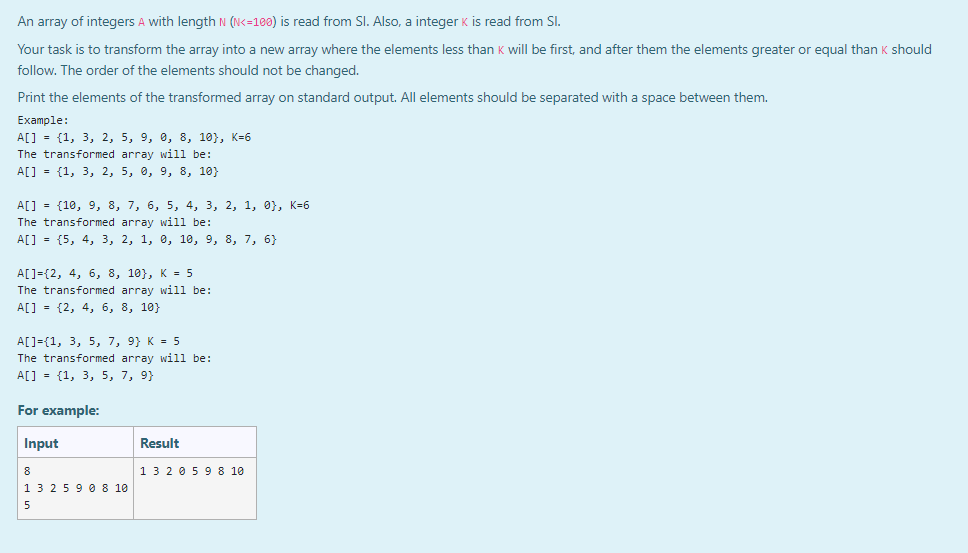 An array of integers A with length N (N<=100) is read from SI. Also, a integer K is read from SI.
Your task is to transform the array into a new array where the elements less than K will be first, and after them the elements greater or equal than K should
follow. The order of the elements should not be changed.
Print the elements of the transformed array on standard output. All elements should be separated with a space between them.
Example:
A[] = {1, 3, 2, 5, 9, 0, 8, 10}, K=6
The transformed array will be:
A[] = {1, 3, 2, 5, 0, 9, 8, 10}
A[] = {10, 9, 8, 7, 6, 5, 4, 3, 2, 1, 0}, K=6
The transformed array will be:
A[] = {5, 4, 3, 2, 1, 0, 10, 9, 8, 7, 6}
A[]={2, 4, 6, 8, 10}, K = 5
The transformed array will be:
A[] = {2, 4, 6, 8, 10}
A[]={1, 3, 5, 7, 9} K = 5
The transformed array will be:
A[] = {1, 3, 5, 7, 9}
For example:
Input Result
8 1 3 2 0 5 9 8 10
1 3 2 5 9 0 8 10
5